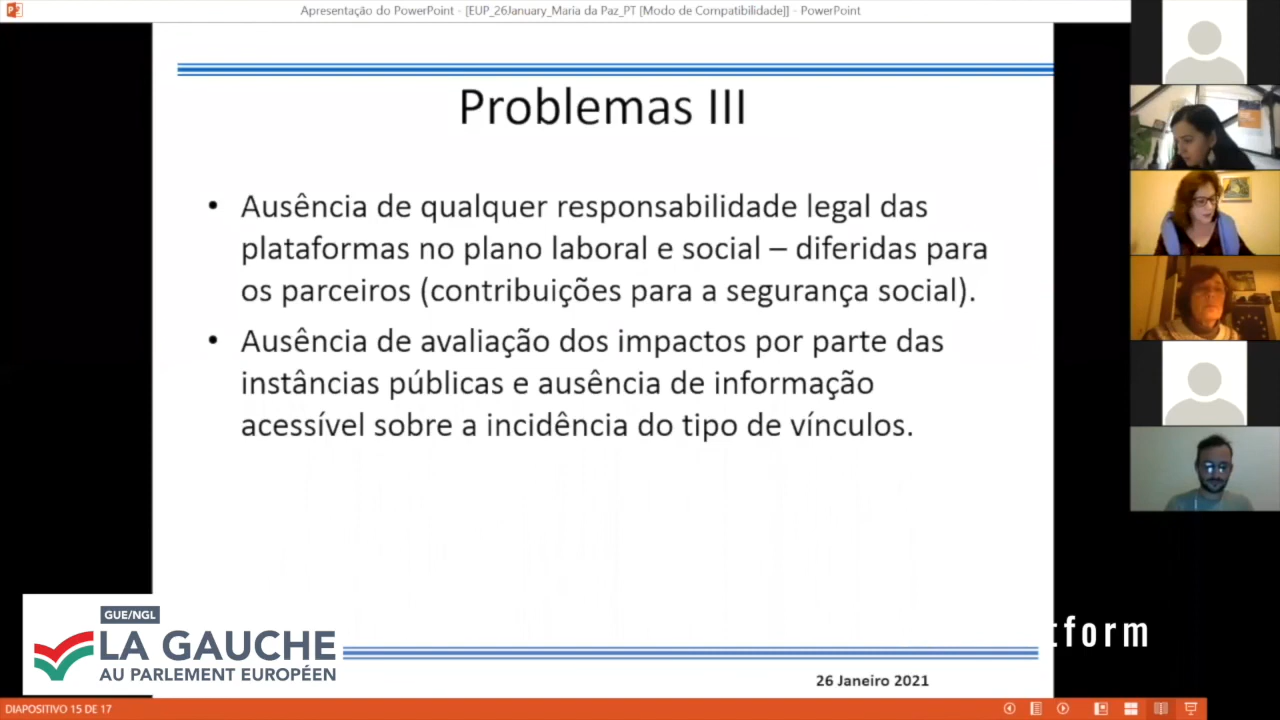 Apresentação do PowerPoint - [EUP_26January_Maria da Paz_PT [Modo de Compatibilidade]] - PowerPoint
Problemas III
• Ausência de qualquer responsabilidade legal das
plataformas no plano laboral e social – diferidas para
os parceiros (contribuições para a segurança social).
• Ausência de avaliação dos impactos por parte das
instâncias públicas e ausência de informação
acessível sobre a incidência do tipo de vínculos.
GUE/NGL
LA GAUCHE
AU PARLEMENT EUROPÉEN
tform
26 Janeiro 2021
DIAPOSITIVO 15 DE 17